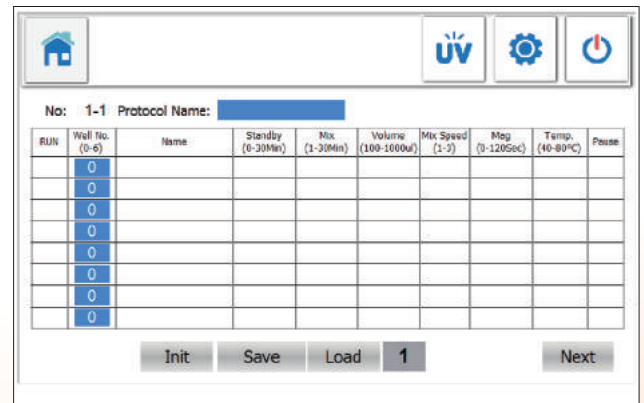 UV
No: 1-1 Protocol Name:
RUN Well No. (0-6) Name Standby (0-30Min) Mix (1-30Min) Volume (100-1000ul) Mix Speed (1-3) Mag (0-120Sec) Temp. (40-80ºC) Pause
0
0
0
0
0
0
0
0
Init Save Load 1 Next